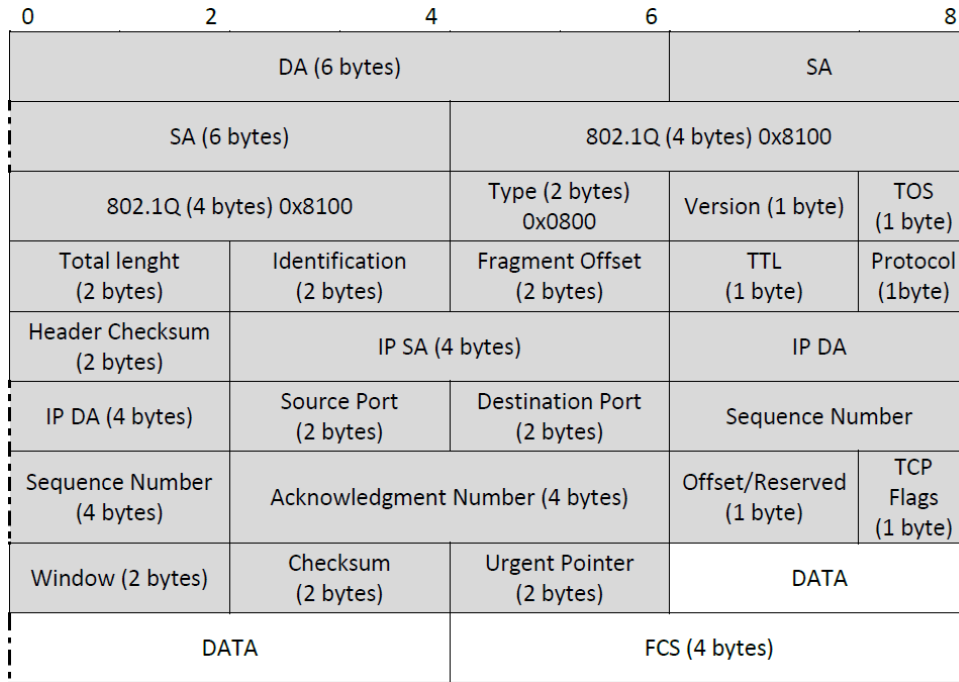 0 2 4 6 8
DA (6 bytes) SA
SA (6 bytes) 802.1Q (4 bytes) 0x8100
802.1Q (4 bytes) 0x8100 Type (2 bytes) 0x0800 Version (1 byte) TOS (1 byte)
Total lenght (2 bytes) Identification (2 bytes) Fragment Offset (2 bytes) TTL (1 byte) Protocol (1byte)
Header Checksum (2 bytes) IP SA (4 bytes) IP DA
IP DA (4 bytes) Source Port (2 bytes) Destination Port (2 bytes) Sequence Number
Sequence Number (4 bytes) Acknowledgment Number (4 bytes) Offset/Reserved (1 byte) TCP Flags (1 byte)
Window (2 bytes) Checksum (2 bytes) Urgent Pointer (2 bytes) DATA
DATA FCS (4 bytes)